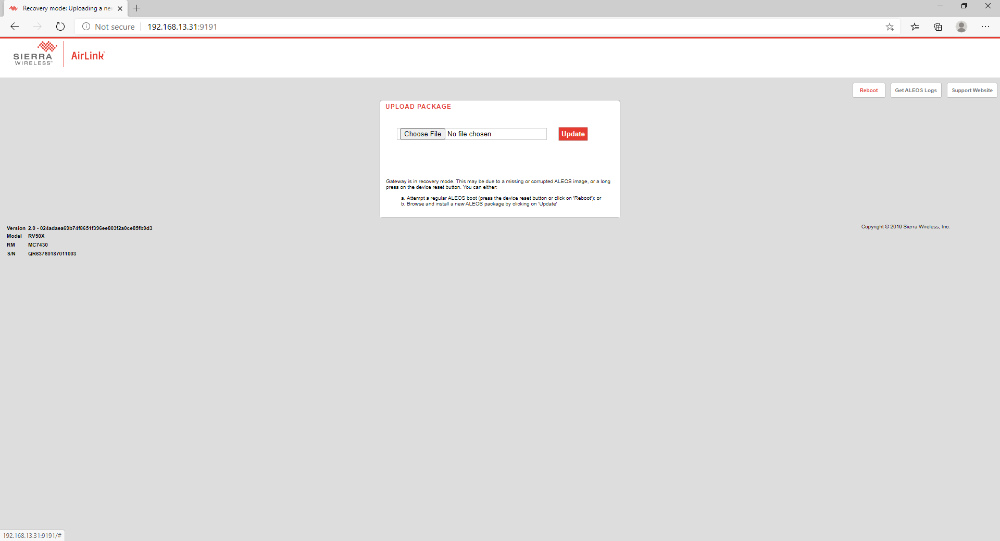 Recovery mode: Uploading a nev
Not secure
192.168.13.31:9191
SIERRA
WIRELESS™
AirLink™
Reboot
Get ALEOS Logs
Support Website
UPLOAD PACKAGE
Choose File No file chosen
Update
Gateway is in recovery mode. This may be due to a missing or corrupted ALEOS image, or a long
press on the device reset button. You can either:
a. Attempt a regular ALEOS boot (press the device reset button or click on 'Reboot'); or
b. Browse and install a new ALEOS package by clicking on 'Update'
Version 2.0 - 024adaea69b74f8651f396ee803f2a0ce85fb9d3
Copyright © 2019 Sierra Wireless, Inc.
Model RV50X
RM MC7430
S/N QR63760187011003
192.168.13.31:9191/#